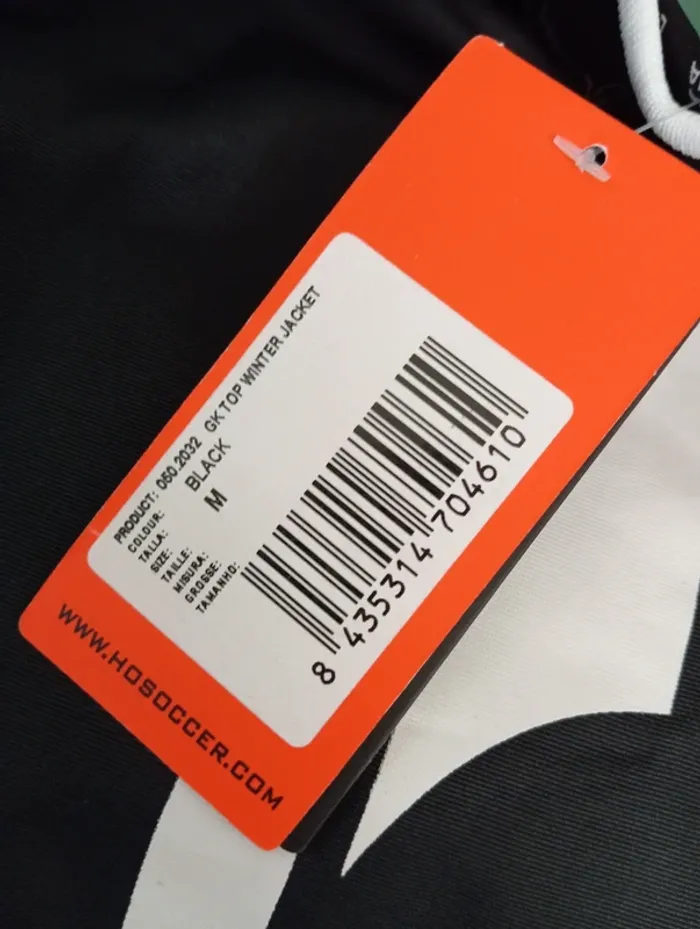 PRODUCT: 050.2032 GK TOP WINTER JACKET
COLOUR: BLACK
TALLA: M
SIZE:
TAILLE:
MISURA:
GROSSE:
TAMANHO:
8 435314 704610
WWW.HOSOCCER.COM